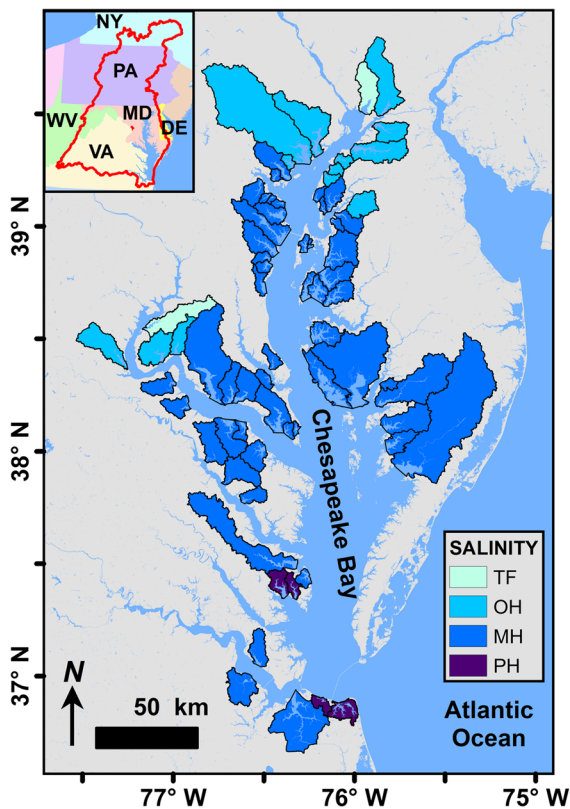 NY
PA
MD
WV
DE
VA
39° N
38° N
37° N
Chesapeake Bay
SALINITY
TF
OH
MH
PH
N
50 km
Atlantic
Ocean
77° W
76° W
75° W